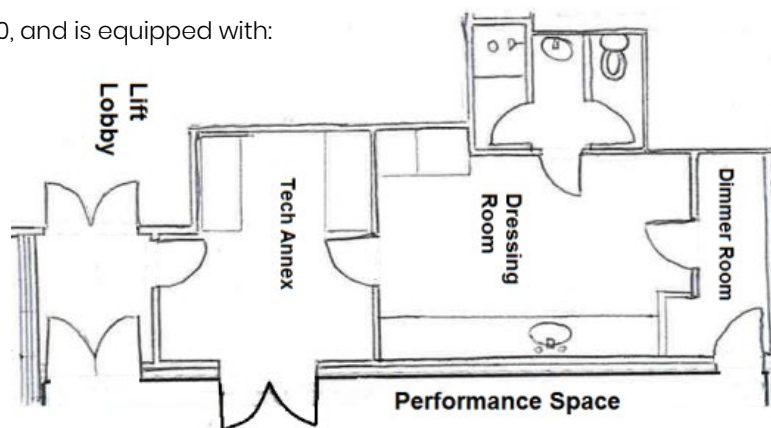 0, and is equipped with:
Lift
Lobby
Tech Annex
Dressing
Room
Dimmer Room
Performance Space